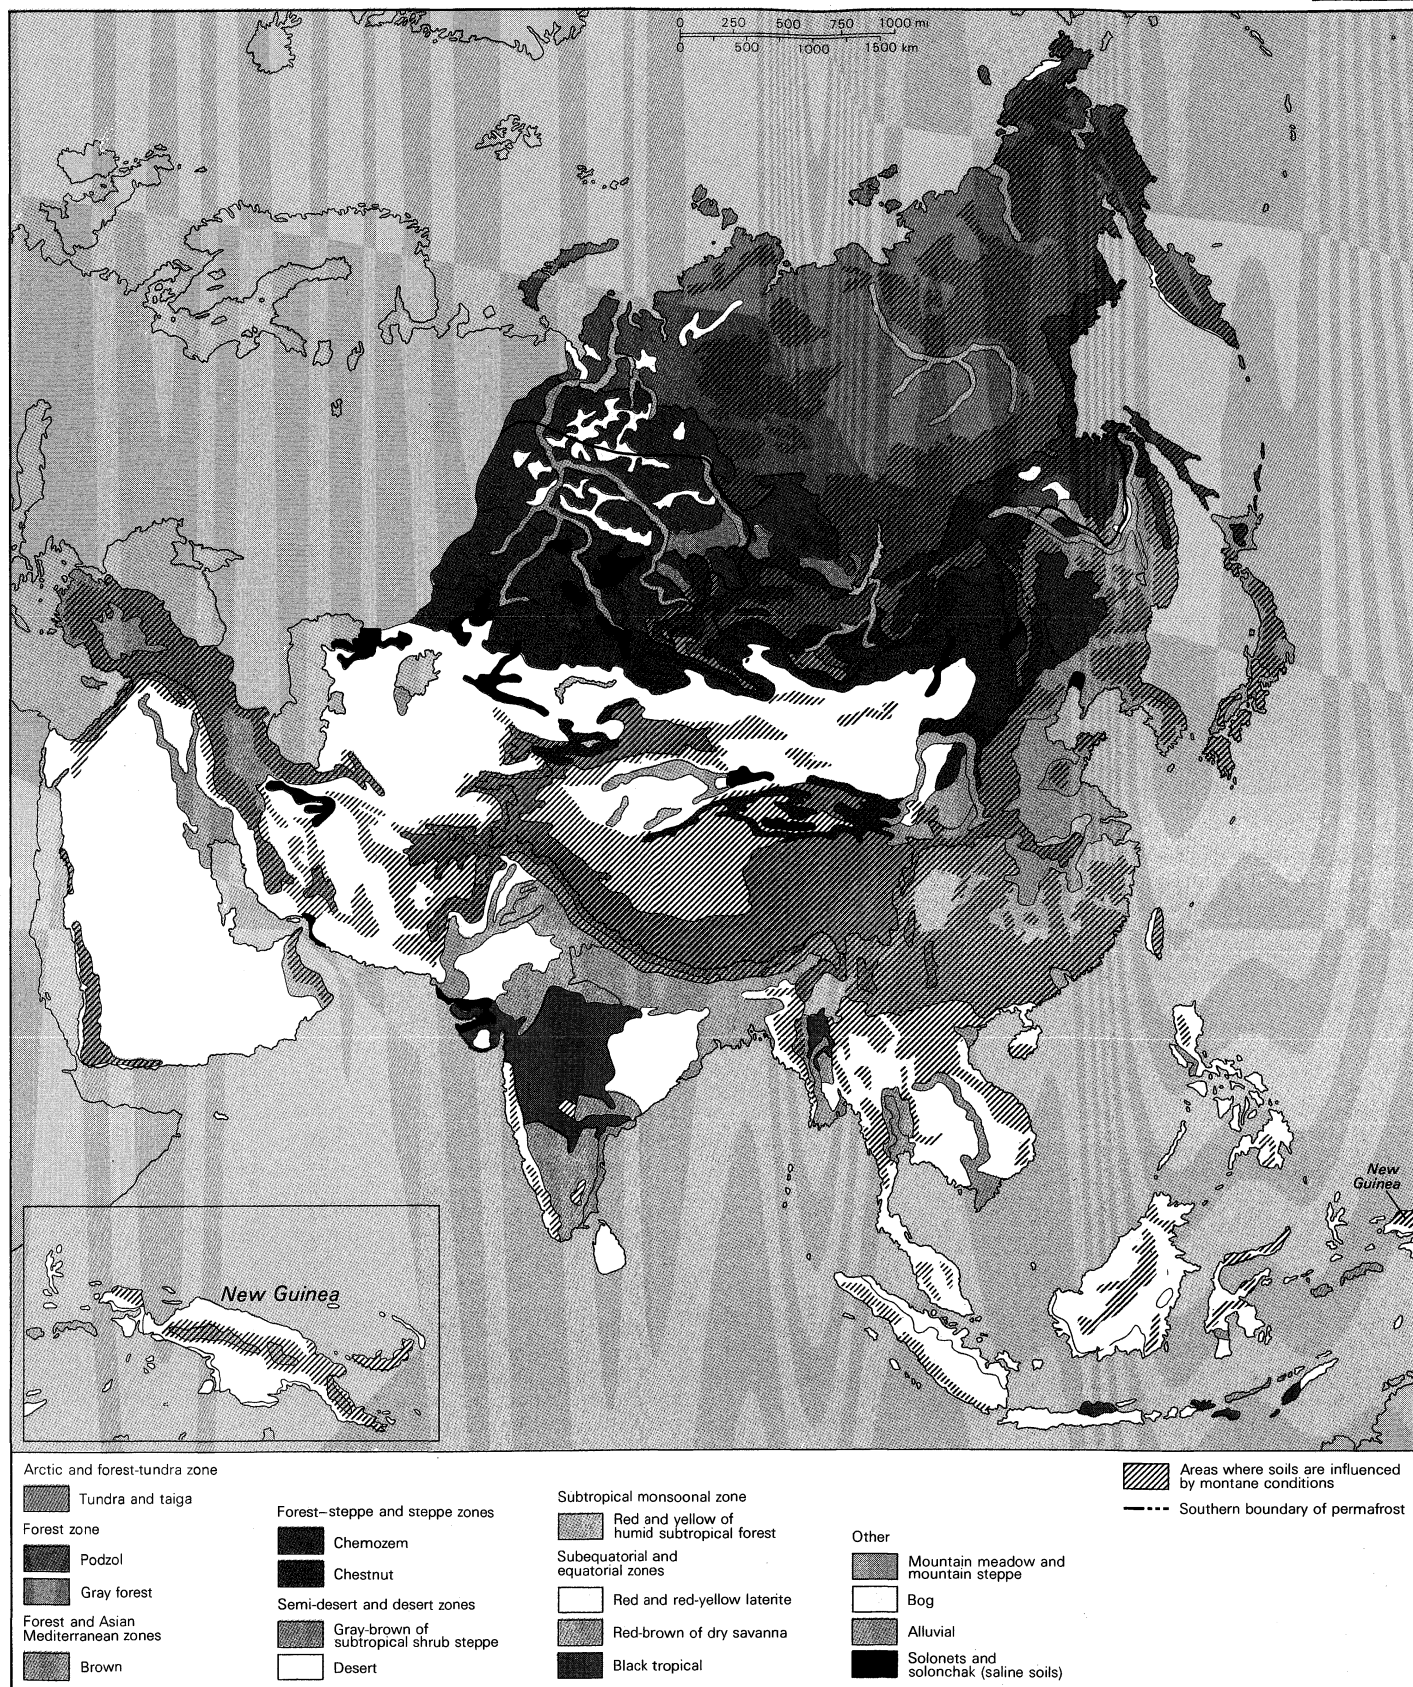 0 250 500 750 1000 mi
0 500 1000 1500 km
New
Guinea
New Guinea
Arctic and forest-tundra zone
Tundra and taiga
Forest zone
Podzol
Gray forest
Forest and Asian
Mediterranean zones
Brown
Forest–steppe and steppe zones
Chernozem
Chestnut
Semi-desert and desert zones
Gray-brown of
subtropical shrub steppe
Desert
Subtropical monsoonal zone
Red and yellow of
humid subtropical forest
Subequatorial and
equatorial zones
Red and red-yellow laterite
Red-brown of dry savanna
Black tropical
Other
Mountain meadow and
mountain steppe
Bog
Alluvial
Solonets and
solonchak (saline soils)
Areas where soils are influenced
by montane conditions
Southern boundary of permafrost